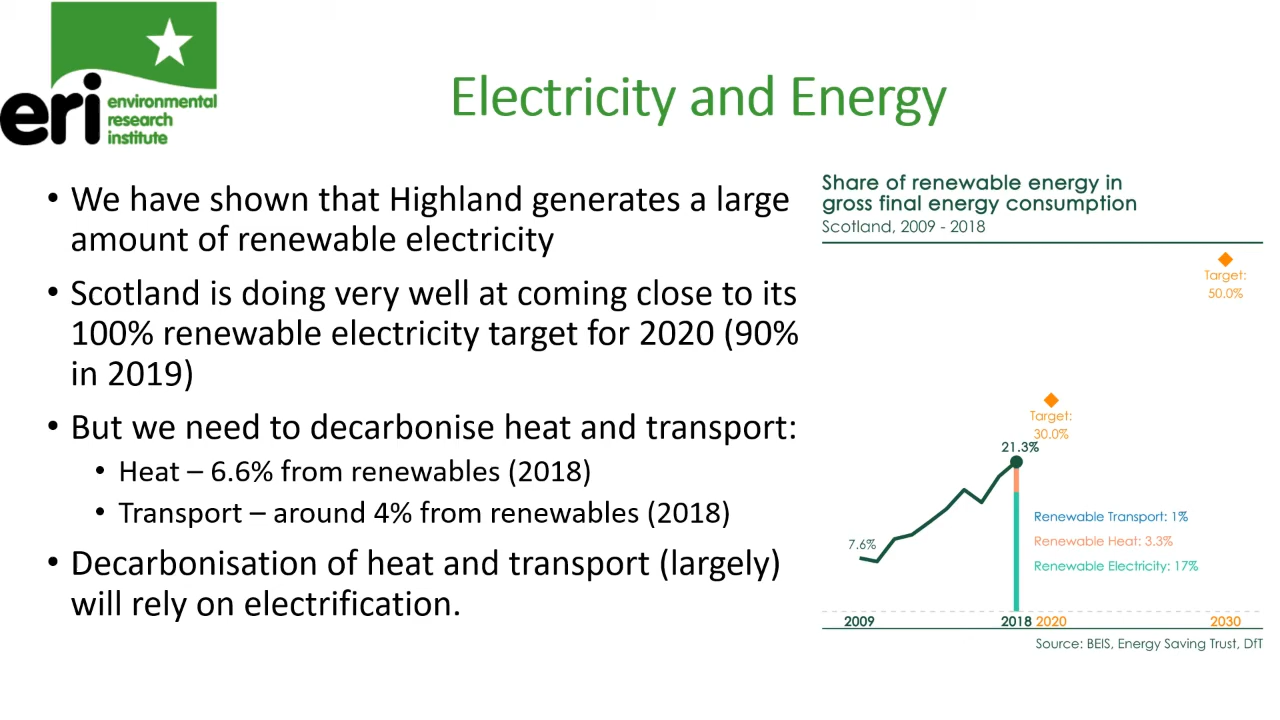 eri environmental
research
institute
Electricity and Energy
• We have shown that Highland generates a large
amount of renewable electricity
• Scotland is doing very well at coming close to its
100% renewable electricity target for 2020 (90%
in 2019)
• But we need to decarbonise heat and transport:
• Heat – 6.6% from renewables (2018)
• Transport – around 4% from renewables (2018)
• Decarbonisation of heat and transport (largely)
will rely on electrification.
Share of renewable energy in
gross final energy consumption
Scotland, 2009 - 2018
Target:
50.0%
Target:
30.0%
21.3%
7.6%
Renewable Transport: 1%
Renewable Heat: 3.3%
Renewable Electricity: 17%
2009 2018 2020 2030
Source: BEIS, Energy Saving Trust, DfT